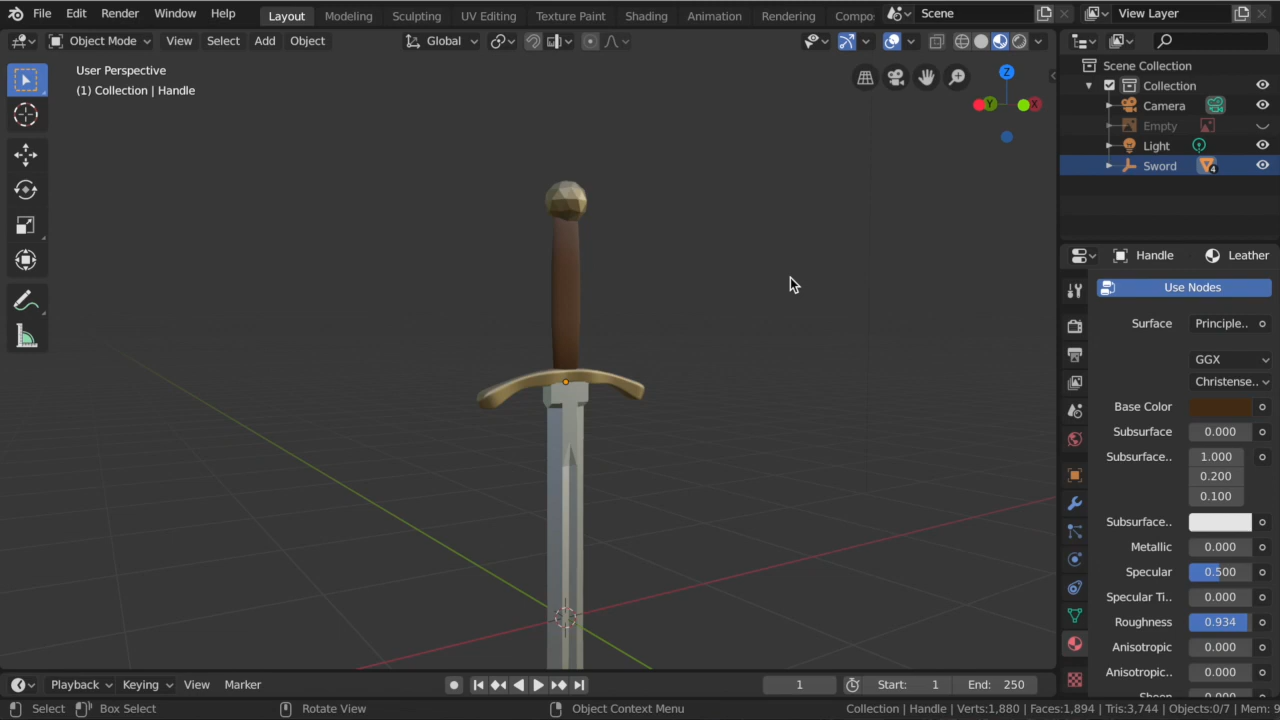 File Edit Render Window Help Layout Modeling Sculpting UV Editing Texture Paint Shading Animation Rendering Compo Scene View Layer
Object Mode View Select Add Object Global
User Perspective
(1) Collection | Handle
Z
Y X
Scene Collection
Collection
Camera
Empty
Light
Sword 4
Handle Leather
Use Nodes
Surface Principle..
GGX
Christense..
Base Color
Subsurface 0.000
Subsurface.. 1.000
0.200
0.100
Subsurface..
Metallic 0.000
Specular 0.500
Specular Ti.. 0.000
Roughness 0.934
Anisotropic 0.000
Anisotropic.. 0.000
Playback Keying View Marker 1 Start: 1 End: 250
Select Box Select Rotate View Object Context Menu Collection | Handle | Verts:1,880 | Faces:1,894 | Tris:3,744 | Objects:0/7 | Mem: 9